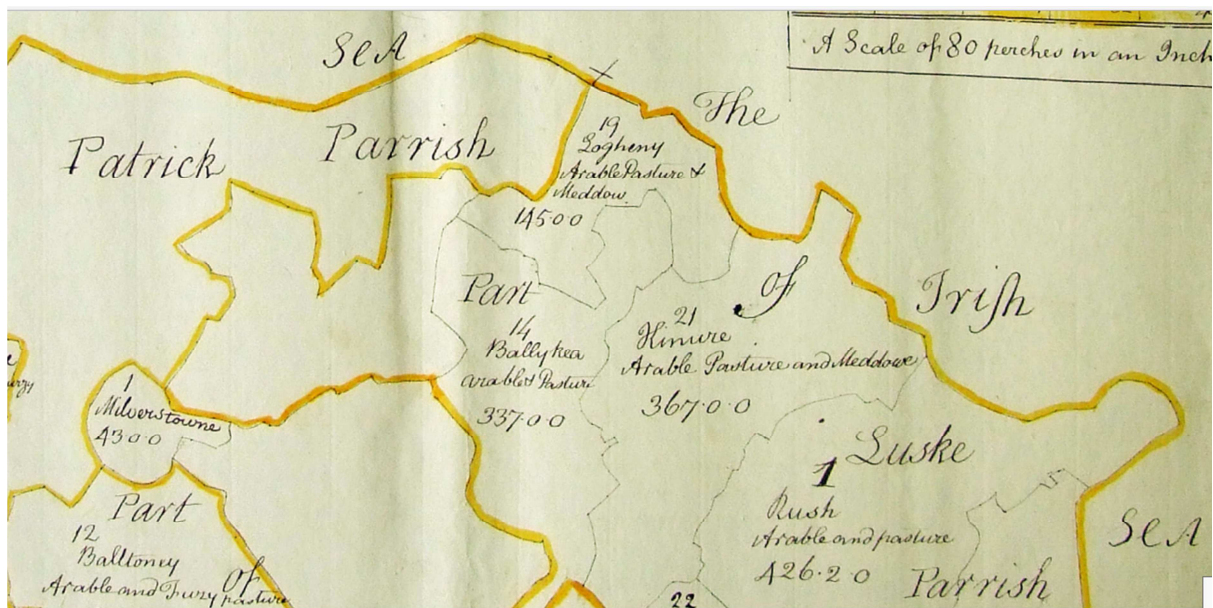 SEA
A Scale of 80 perches in an Inch
The
Patrick Parrish
19
Logheny
Arable Pasture &
Meddow
145·0·0
Part
Of
Irish
14
Ballykea
arable & Pasture
337·0·0
21
Kinure
Arable Pasture and Meddowe
367·0·0
1
Milverstowne
43·0·0
Luske
1
Rush
Arable and pasture
426·2·0
SEA
Part
12
Balltoney
Arable and Furzy pasture
Of
Parrish
22